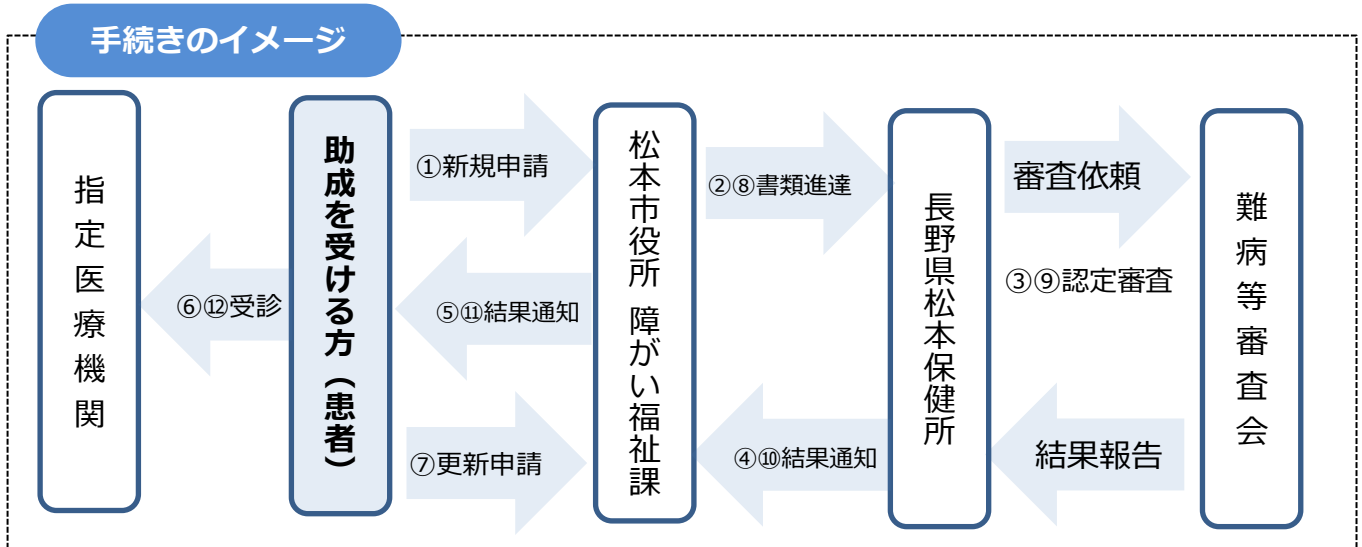 手続きのイメージ
指定医療機関
⑥⑫受診
助成を受ける方（患者）
①新規申請
⑤⑪結果通知
⑦更新申請
松本市役所 障がい福祉課
②⑧書類進達
④⑩結果通知
長野県松本保健所
審査依頼
③⑨認定審査
結果報告
難病等審査会